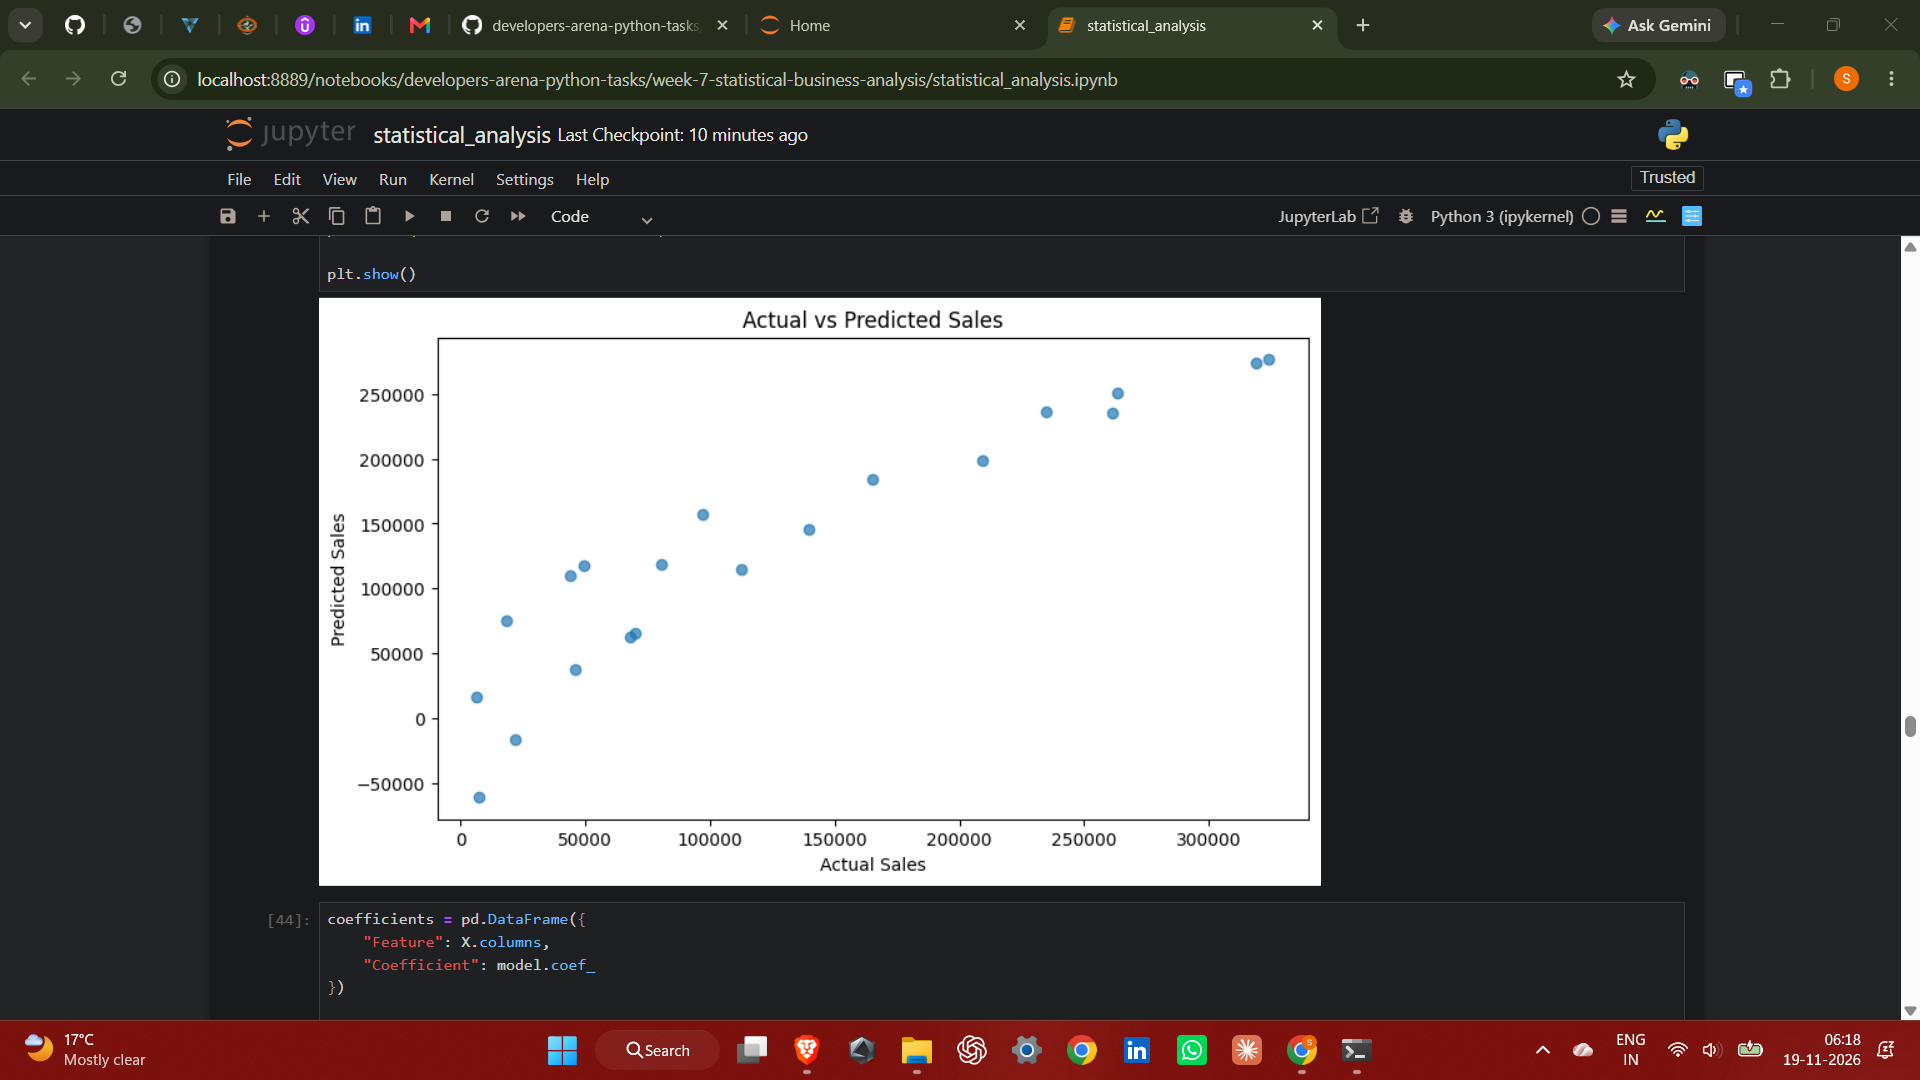 developers-arena-python-tasks
Home
statistical_analysis
Ask Gemini
localhost:8889/notebooks/developers-arena-python-tasks/week-7-statistical-business-analysis/statistical_analysis.ipynb
S
jupyter statistical_analysis Last Checkpoint: 10 minutes ago
File Edit View Run Kernel Settings Help
Trusted
Code
JupyterLab
Python 3 (ipykernel)
plt.show()
Actual vs Predicted Sales
250000
200000
150000
100000
50000
0
−50000
Predicted Sales
0 50000 100000 150000 200000 250000 300000
Actual Sales
[44]:
coefficients = pd.DataFrame({
"Feature": X.columns,
"Coefficient": model.coef_
})
17°C
Mostly clear
Search
ENG
IN
06:18
19-11-2026